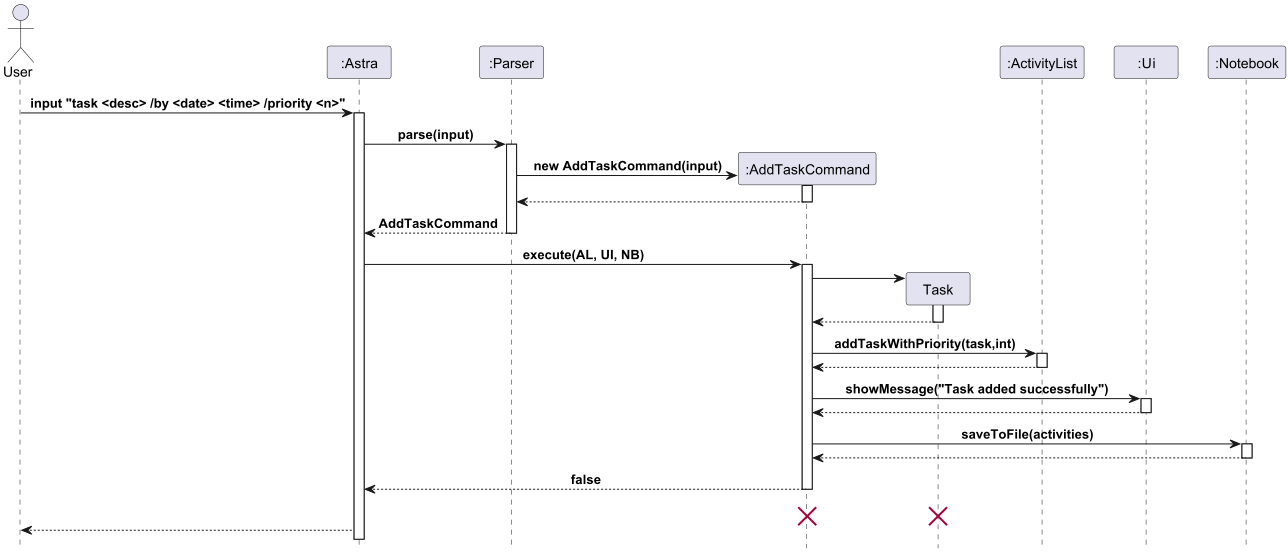 User
:Astra
:Parser
:ActivityList
:Ui
:Notebook
input "task <desc> /by <date> <time> /priority <n>"
parse(input)
new AddTaskCommand(input)
:AddTaskCommand
AddTaskCommand
execute(AL, UI, NB)
Task
addTaskWithPriority(task,int)
showMessage("Task added successfully")
saveToFile(activities)
false